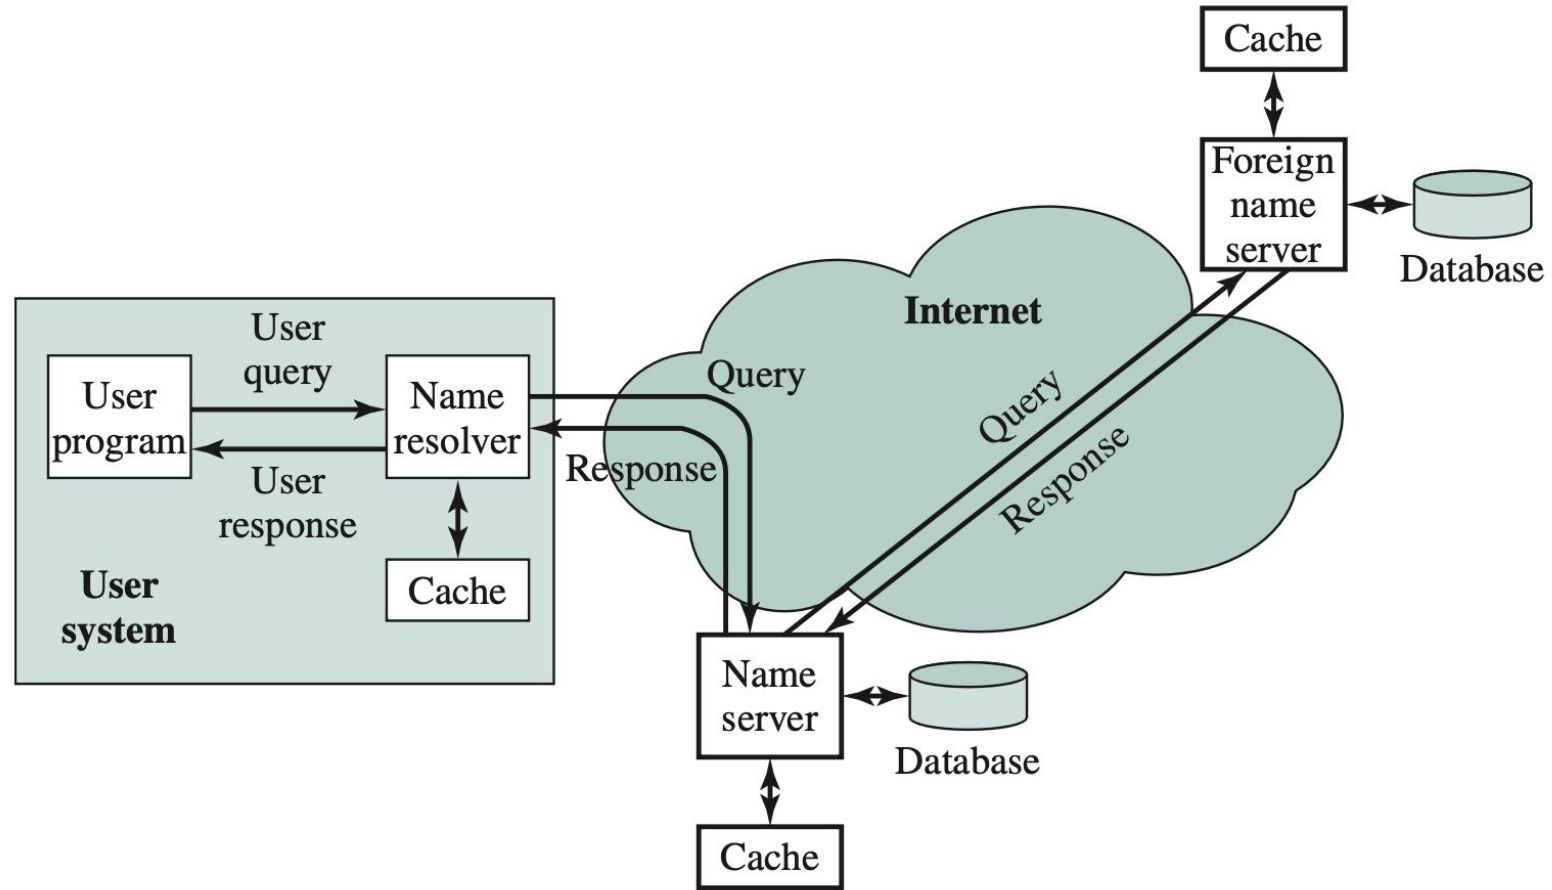 Cache
Foreign
name
server
Database
Internet
User
query
User
program
Name
resolver
Query
Response
User
response
Cache
User
system
Query
Response
Name
server
Database
Cache